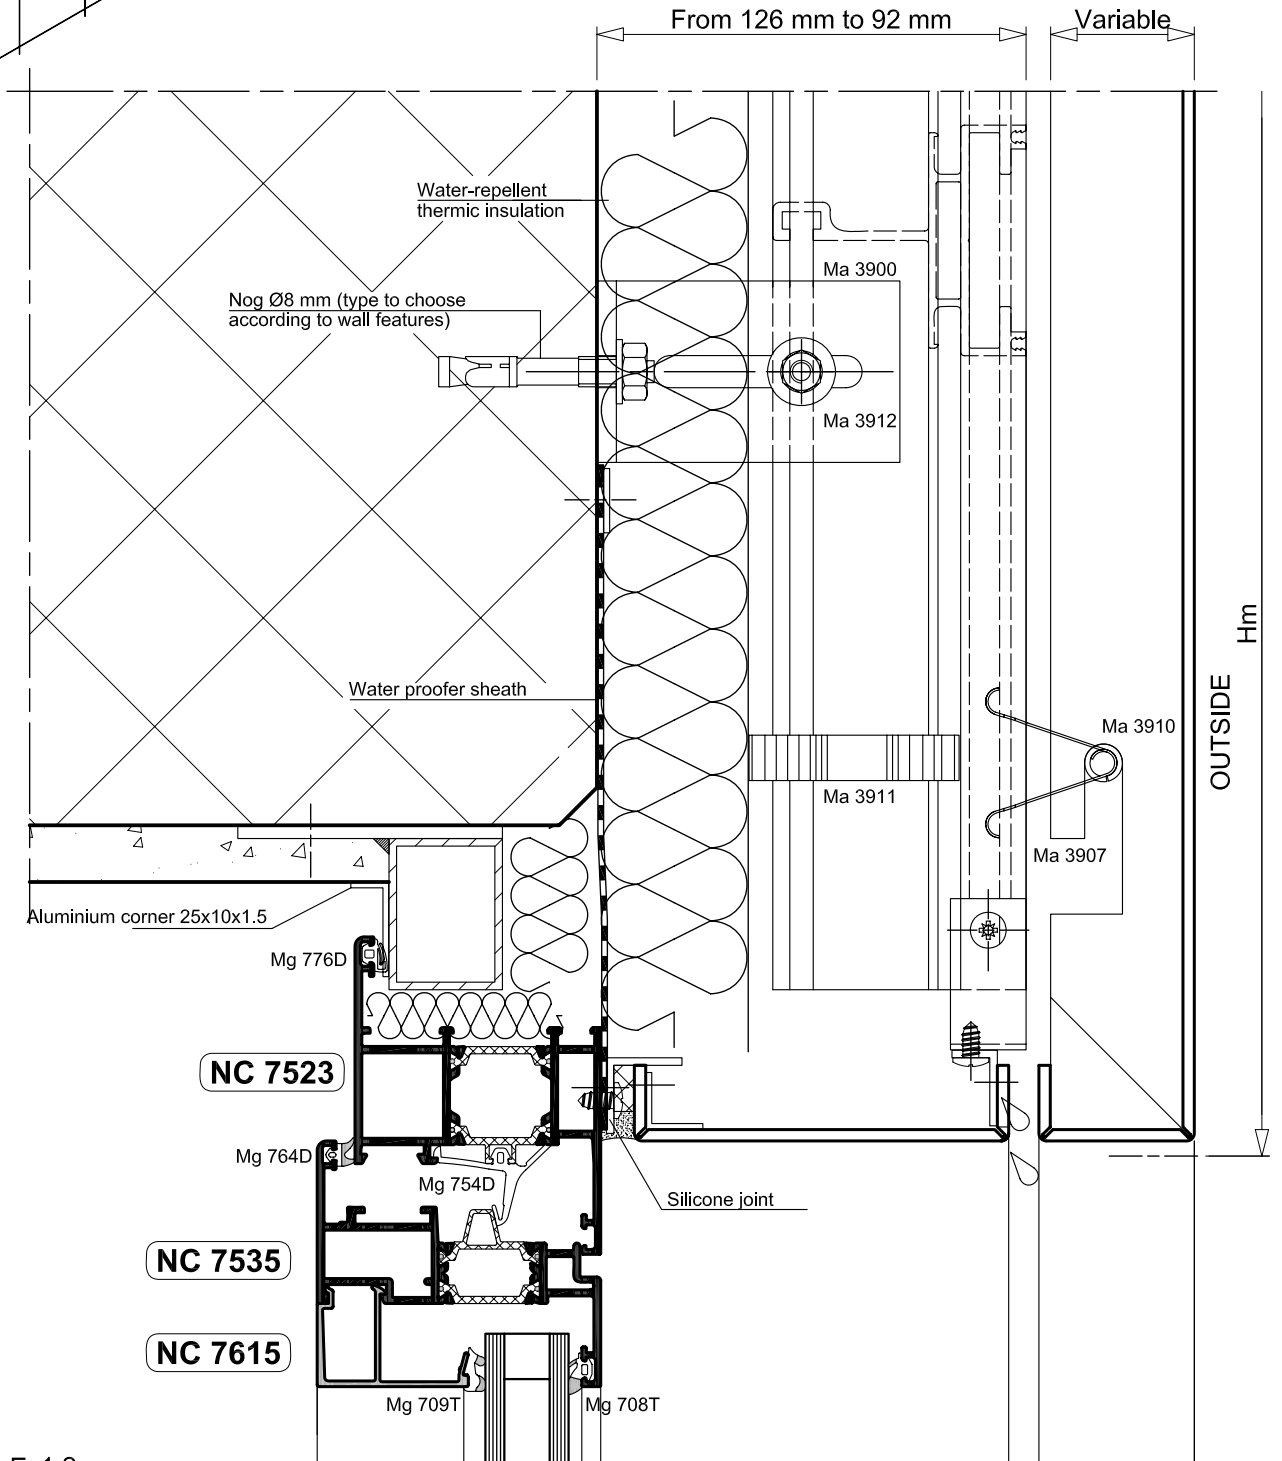 From 126 mm to 92 mm
Variable
Water-repellent
thermic insulation
Ma 3900
Nog Ø8 mm (type to choose
according to wall features)
Ma 3912
Hm
OUTSIDE
Water proofer sheath
Ma 3910
Ma 3911
Ma 3907
Aluminium corner 25x10x1.5
Mg 776D
NC 7523
Mg 764D
Mg 754D
Silicone joint
NC 7535
NC 7615
Mg 709T
Mg 708T